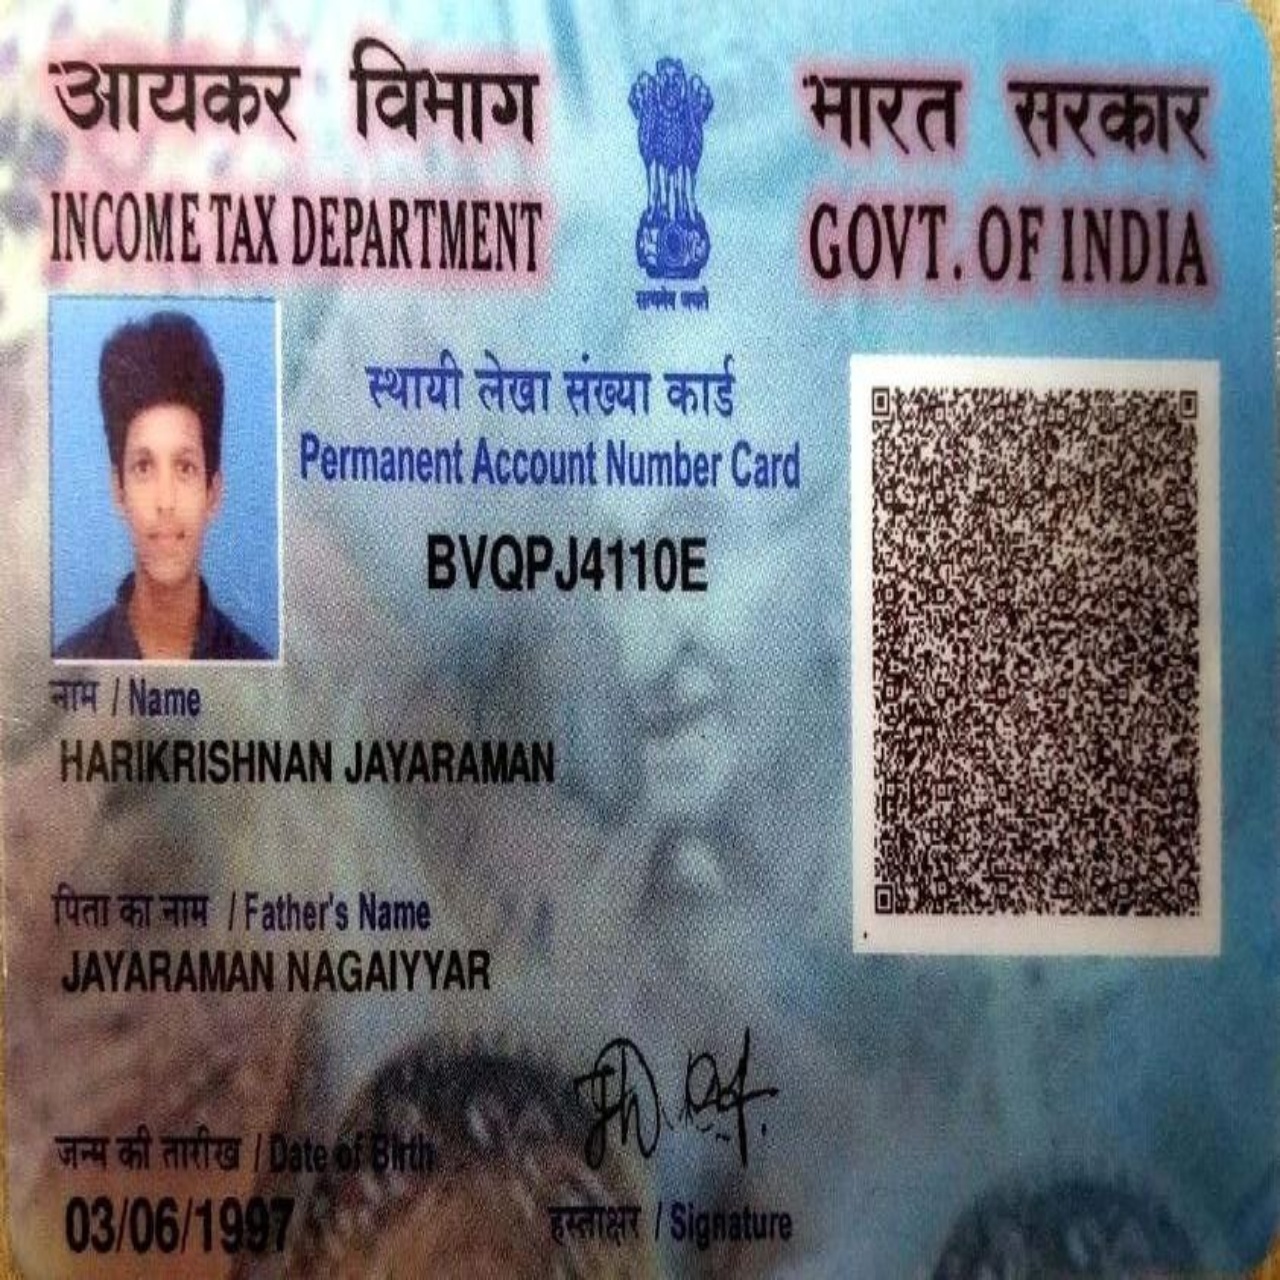 आयकर विभाग
INCOME TAX DEPARTMENT
भारत सरकार
GOVT. OF INDIA
सत्यमेव जयते
स्थायी लेखा संख्या कार्ड
Permanent Account Number Card
BVQPJ4110E
नाम / Name
HARIKRISHNAN JAYARAMAN
पिता का नाम / Father's Name
JAYARAMAN NAGAIYYAR
जन्म की तारीख / Date of Birth
03/06/1997
हस्ताक्षर / Signature